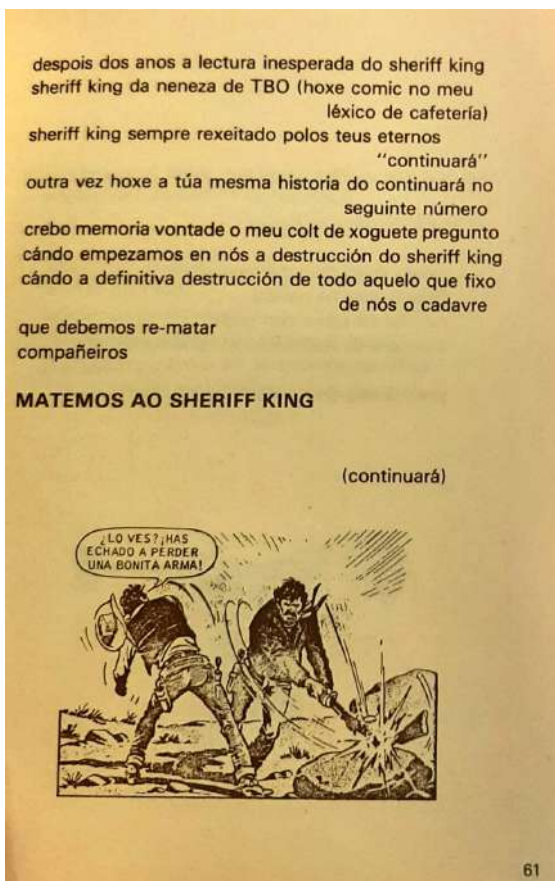 despois dos anos a lectura inesperada do sheriff king
sheriff king da neneza de TBO (hoxe comic no meu
léxico de cafetería)
sheriff king sempre rexeitado polos teus eternos
"continuará"
outra vez hoxe a túa mesma historia do continuará no
seguinte número
crebo memoria vontade o meu colt de xoguete pregunto
cándo empezamos en nós a destrucción do sheriff king
cándo a definitiva destrucción de todo aquelo que fixo
de nós o cadavre
que debemos re-matar
compañeiros
MATEMOS AO SHERIFF KING
(continuará)
¿LO VES? ¡HAS
ECHADO A PERDER
UNA BONITA ARMA!
61